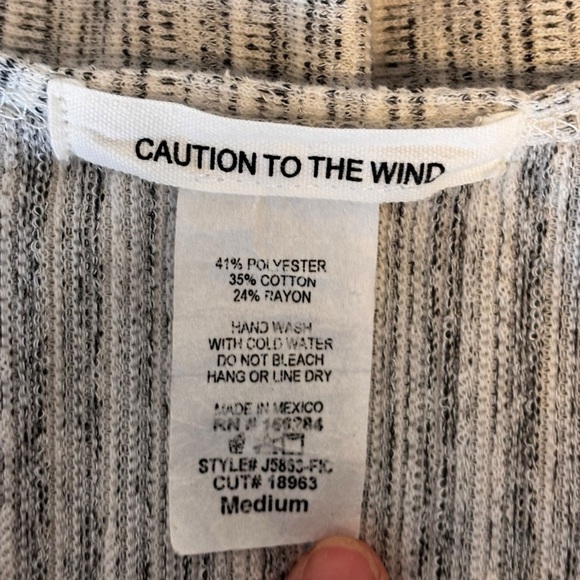 CAUTION TO THE WIND
41% POLYESTER
35% COTTON
24% RAYON
HAND WASH
WITH COLD WATER
DO NOT BLEACH
HANG OR LINE DRY
MADE IN MEXICO
RN #
STYLE#
CUT# 18963
Medium